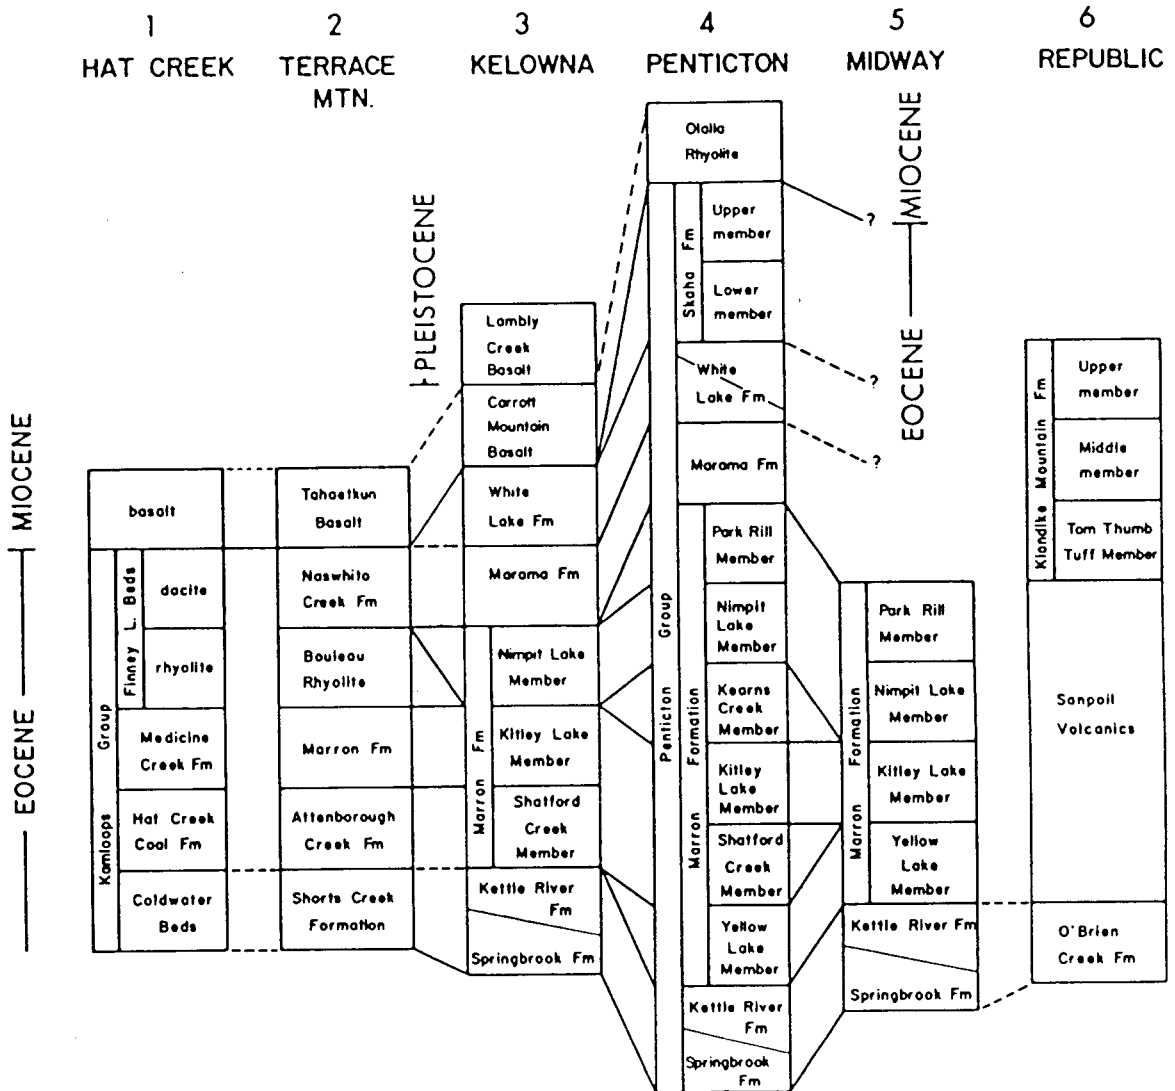 1
HAT CREEK
2
TERRACE
MTN.
3
KELOWNA
4
PENTICTON
5
MIDWAY
6
REPUBLIC
MIOCENE
EOCENE
basalt
Kamloops Group
Finney L. Beds
dacite
rhyolite
Medicine
Creek Fm
Hat Creek
Coal Fm
Coldwater
Beds
Tahaetkun
Basalt
Naswhito
Creek Fm
Bouleau
Rhyolite
Marron Fm
Attenborough
Creek Fm
Shorts Creek
Formation
PLEISTOCENE
Lambly
Creek
Basalt
Carrott
Mountain
Basalt
White
Lake Fm
Marama Fm
Marron Fm
Nimpit Lake
Member
Kitley Lake
Member
Shatford
Creek
Member
Kettle River
Fm
Springbrook Fm
Olalla
Rhyolite
Penticton Group
Skaha Fm
Upper
member
Lower
member
White
Lake Fm
Marama Fm
Marron Formation
Park Rill
Member
Nimpit
Lake
Member
Kearns
Creek
Member
Kitley
Lake
Member
Shatford
Creek
Member
Yellow
Lake
Member
Kettle River
Fm
Springbrook
Fm
?
?
?
MIOCENE
EOCENE
Marron Formation
Park Rill
Member
Nimpit Lake
Member
Kitley Lake
Member
Yellow
Lake
Member
Kettle River Fm
Springbrook Fm
Klondike Mountain Fm
Upper
member
Middle
member
Tom Thumb
Tuff Member
Sanpoil
Volcanics
O'Brien
Creek Fm